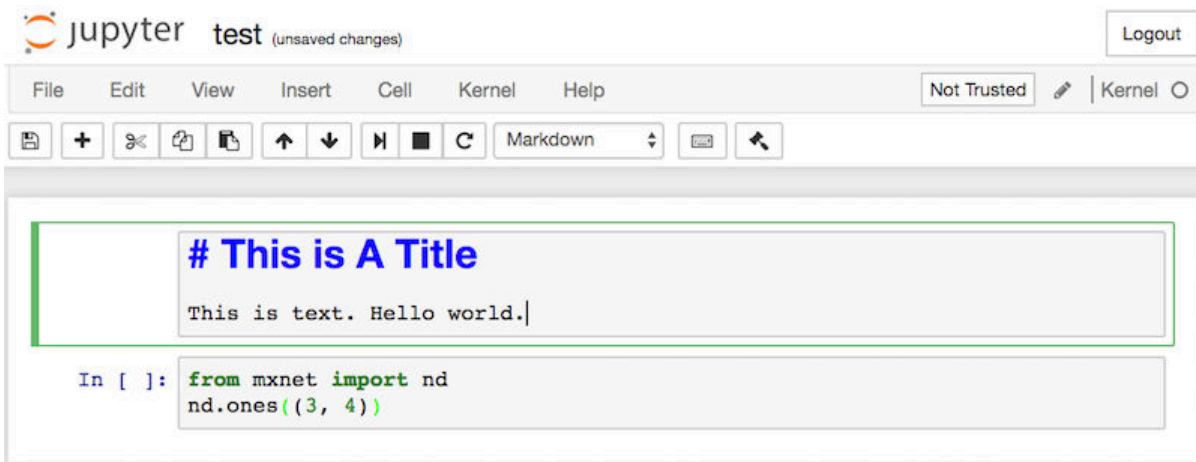 jupyter test (unsaved changes) Logout
File Edit View Insert Cell Kernel Help Not Trusted Kernel
Markdown
# This is A Title
This is text. Hello world.
In [ ]: from mxnet import nd
nd.ones((3, 4))